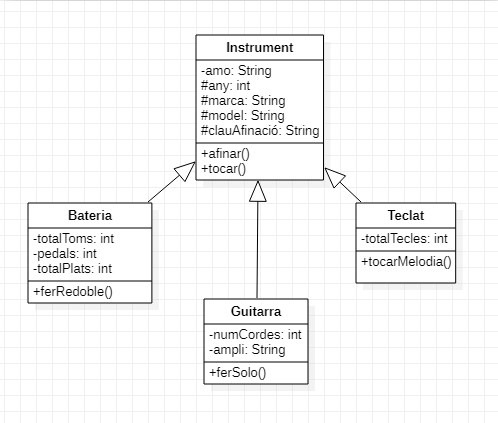 Instrument
-amo: String
#any: int
#marca: String
#model: String
#clauAfinació: String
+afinar()
+tocar()
Bateria
-totalToms: int
-pedals: int
-totalPlats: int
+ferRedoble()
Guitarra
-numCordes: int
-ampli: String
+ferSolo()
Teclat
-totalTecles: int
+tocarMelodia()